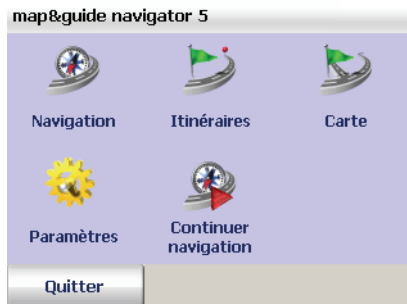 map&guide navigator 5
Navigation
Itinéraires
Carte
Paramètres
Continuer
navigation
Quitter